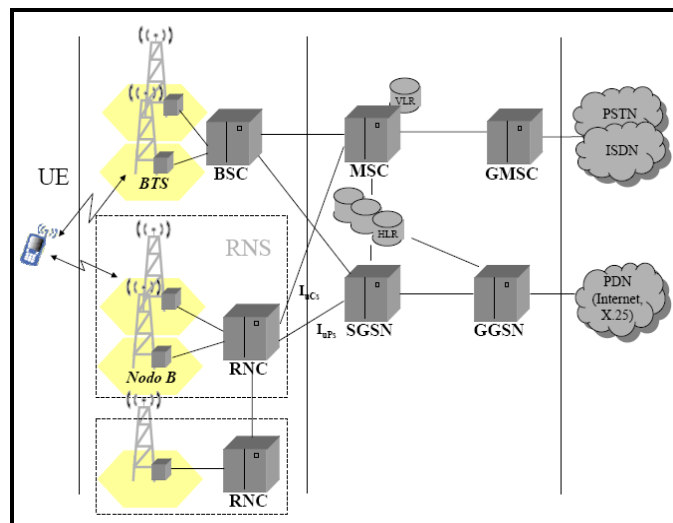 VLR
PSTN
ISDN
UE
BTS
BSC
MSC
GMSC
RNS
HLR
IuCs
IuPs
PDN
(Internet,
X.25)
Nodo B
RNC
SGSN
GGSN
RNC